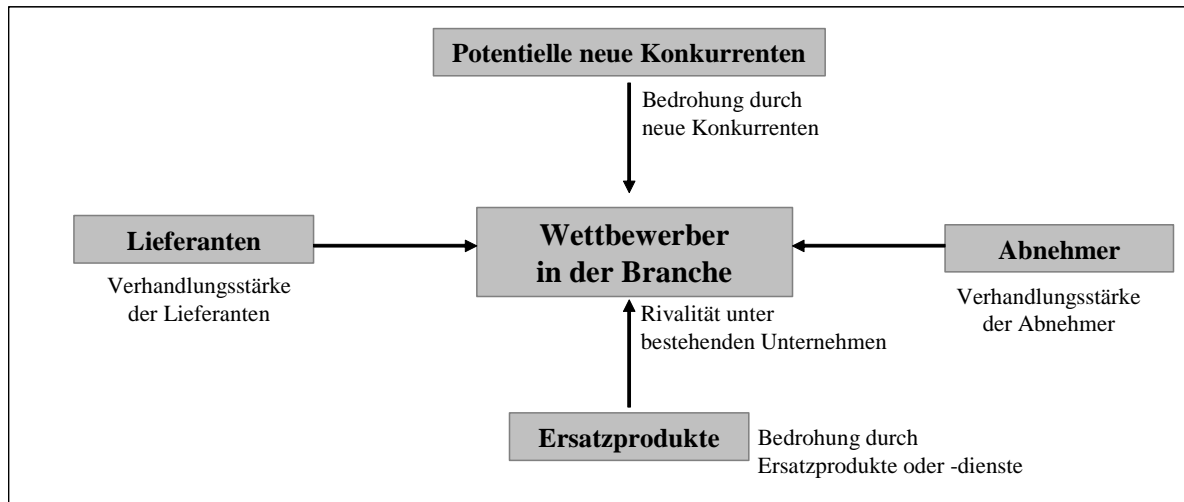 Potentielle neue Konkurrenten
Bedrohung durch
neue Konkurrenten
Lieferanten
Verhandlungsstärke
der Lieferanten
Wettbewerber
in der Branche
Abnehmer
Verhandlungsstärke
der Abnehmer
Rivalität unter
bestehenden Unternehmen
Ersatzprodukte
Bedrohung durch
Ersatzprodukte oder -dienste